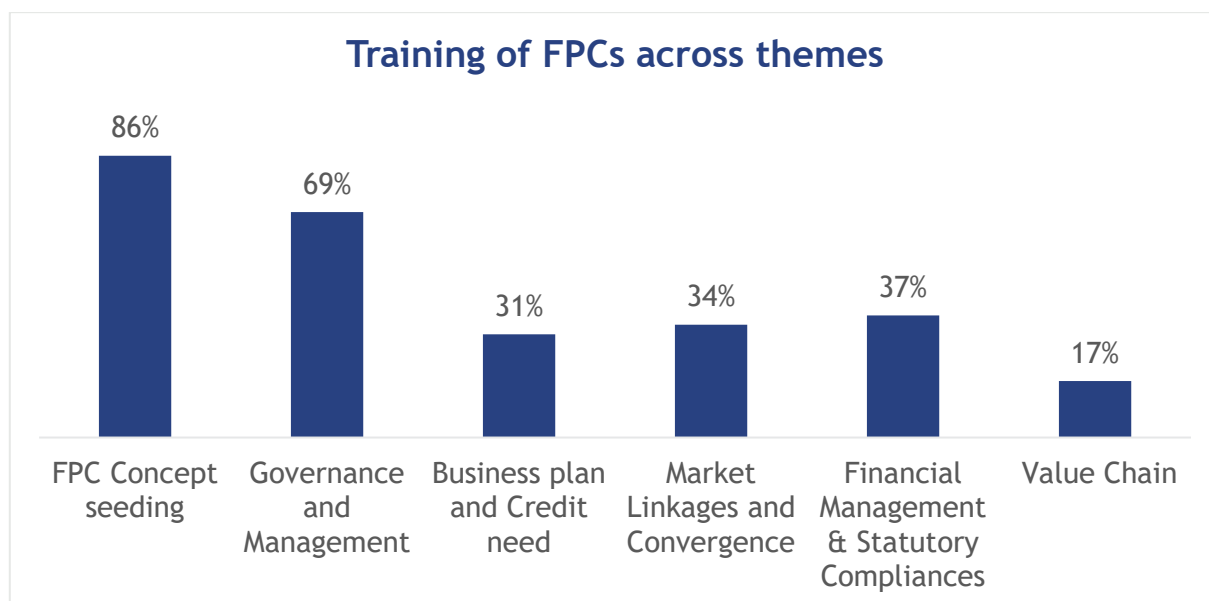 Training of FPCs across themes
86%
69%
31%
34%
37%
17%
FPC Concept
seeding
Governance
and
Management
Business plan
and Credit
need
Market
Linkages and
Convergence
Financial
Management
& Statutory
Compliances
Value Chain